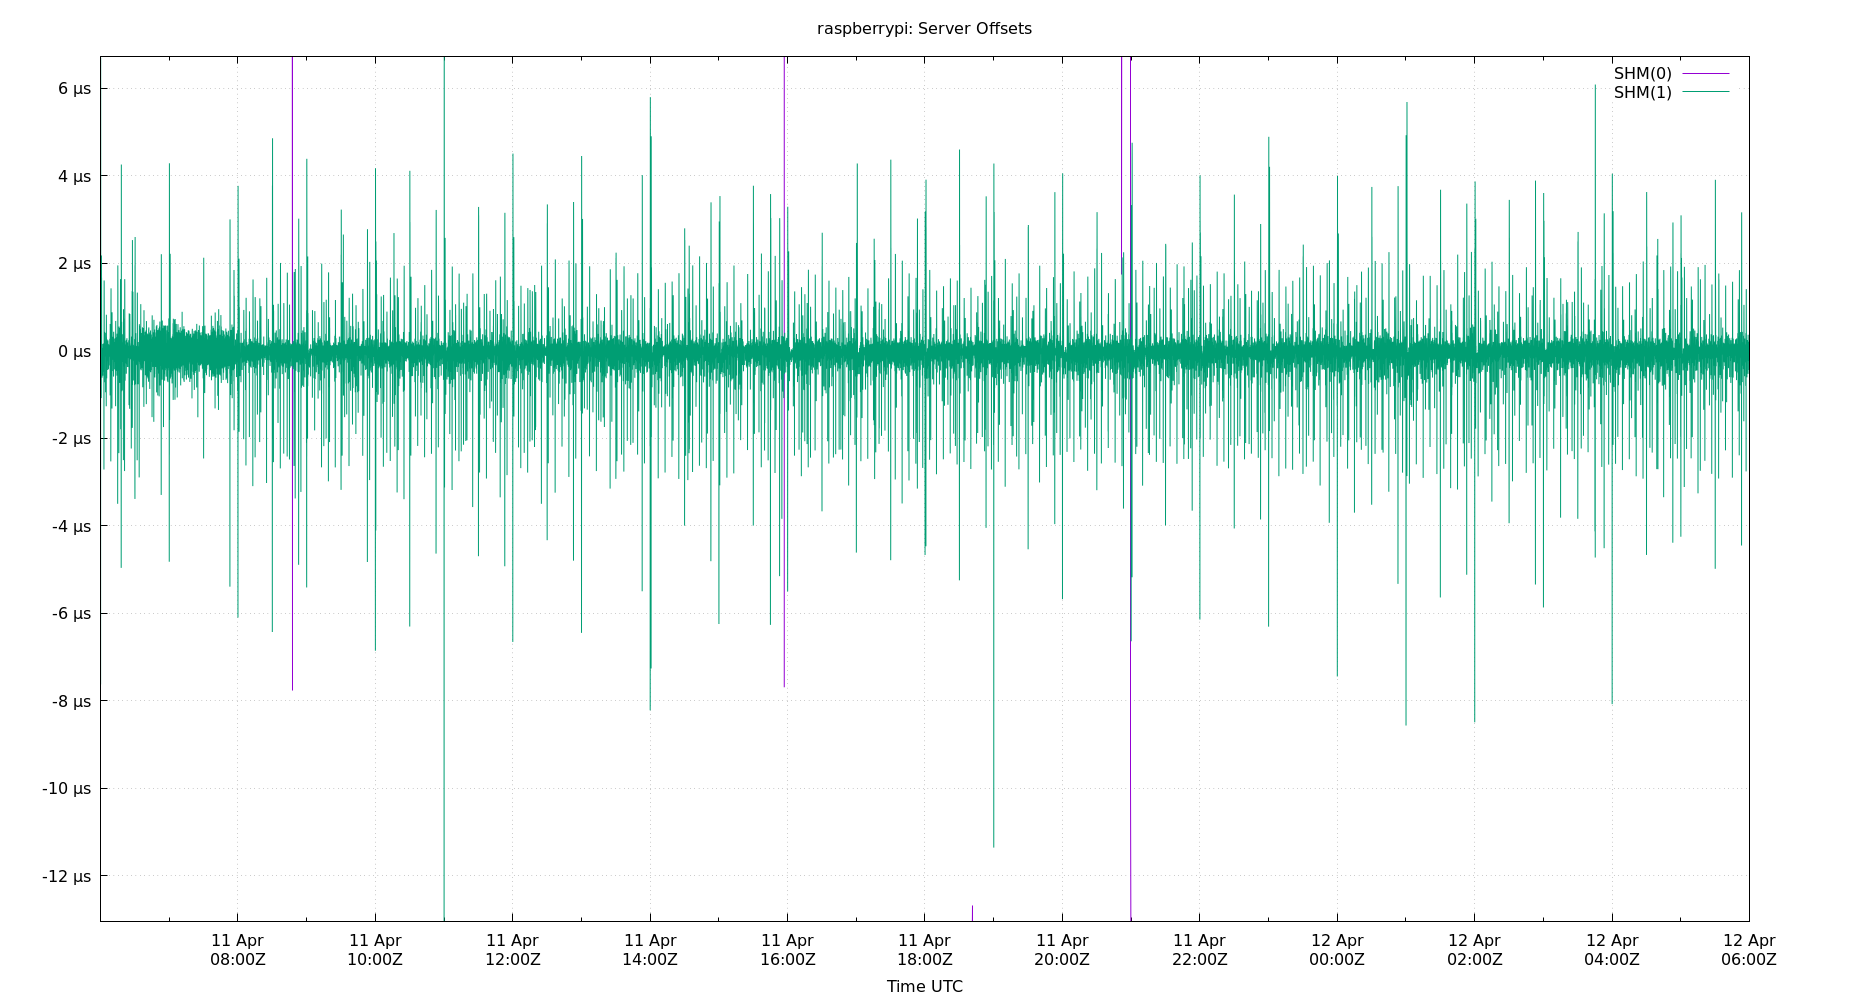 raspberrypi: Server Offsets
SHM(0)
SHM(1)
6 µs
4 µs
2 µs
0 µs
-2 µs
-4 µs
-6 µs
-8 µs
-10 µs
-12 µs
11 Apr 11 Apr 11 Apr 11 Apr 11 Apr 11 Apr 11 Apr 11 Apr 12 Apr 12 Apr 12 Apr 12 Apr
08:00Z 10:00Z 12:00Z 14:00Z 16:00Z 18:00Z 20:00Z 22:00Z 00:00Z 02:00Z 04:00Z 06:00Z
Time UTC